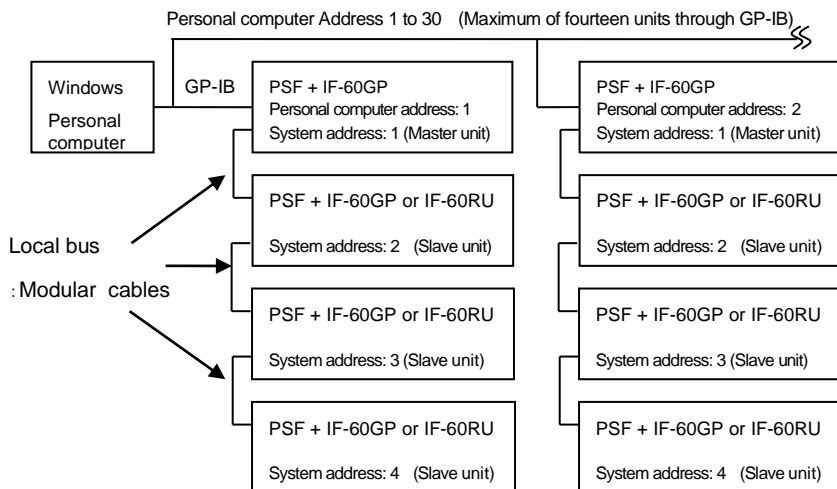 Personal computer Address 1 to 30 (Maximum of fourteen units through GP-IB)
Windows
Personal
computer
GP-IB
PSF + IF-60GP
Personal computer address: 1
System address: 1 (Master unit)
PSF + IF-60GP
Personal computer address: 2
System address: 1 (Master unit)
Local bus
: Modular cables
PSF + IF-60GP or IF-60RU
System address: 2 (Slave unit)
PSF + IF-60GP or IF-60RU
System address: 2 (Slave unit)
PSF + IF-60GP or IF-60RU
System address: 3 (Slave unit)
PSF + IF-60GP or IF-60RU
System address: 3 (Slave unit)
PSF + IF-60GP or IF-60RU
System address: 4 (Slave unit)
PSF + IF-60GP or IF-60RU
System address: 4 (Slave unit)